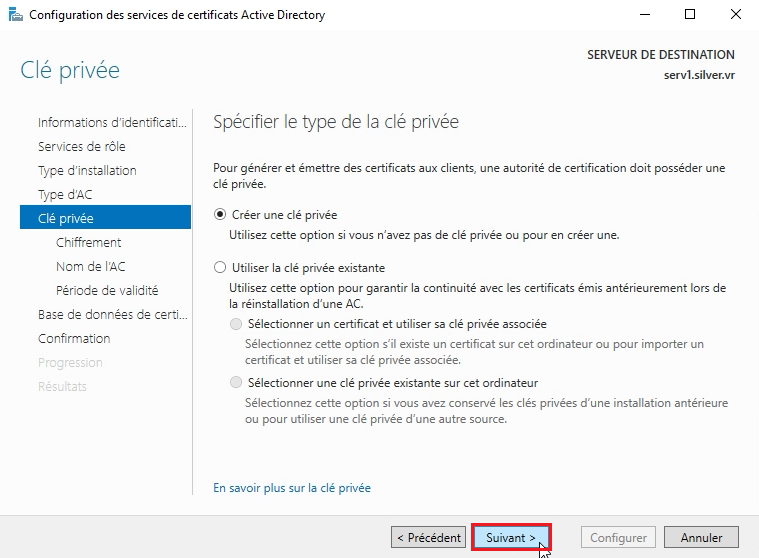 Configuration des services de certificats Active Directory
Clé privée
SERVEUR DE DESTINATION
serv1.silver.vr
Informations d'identificati...
Services de rôle
Type d'installation
Type d'AC
Clé privée
Chiffrement
Nom de l'AC
Période de validité
Base de données de certi...
Confirmation
Progression
Résultats
Spécifier le type de la clé privée
Pour générer et émettre des certificats aux clients, une autorité de certification doit posséder une
clé privée.
Créer une clé privée
Utilisez cette option si vous n'avez pas de clé privée ou pour en créer une.
Utiliser la clé privée existante
Utilisez cette option pour garantir la continuité avec les certificats émis antérieurement lors de
la réinstallation d'une AC.
Sélectionner un certificat et utiliser sa clé privée associée
Sélectionnez cette option s'il existe un certificat sur cet ordinateur ou pour importer un
certificat et utiliser sa clé privée associée.
Sélectionner une clé privée existante sur cet ordinateur
Sélectionnez cette option si vous avez conservé les clés privées d'une installation antérieure
ou pour utiliser une clé privée d'une autre source.
En savoir plus sur la clé privée
< Précédent
Suivant >
Configurer
Annuler